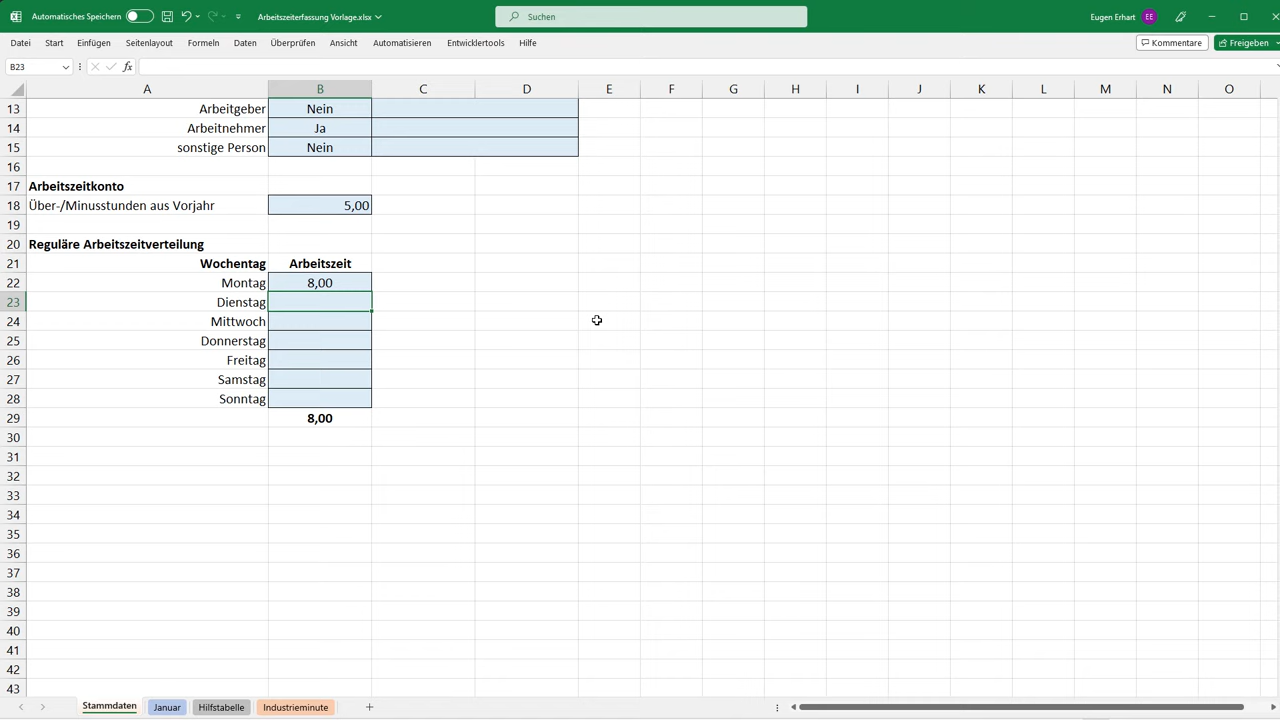 Automatisches Speichern Arbeitszeiterfassung Vorlage.xlsx Suchen Eugen Erhart EE
Datei Start Einfügen Seitenlayout Formeln Daten Überprüfen Ansicht Automatisieren Entwicklertools Hilfe Kommentare Freigeben
B23 fx
A B C D E F G H I J K L M N O
13 Arbeitgeber Nein
14 Arbeitnehmer Ja
15 sonstige Person Nein
16
17 Arbeitszeitkonto
18 Über-/Minusstunden aus Vorjahr 5,00
19
20 Reguläre Arbeitszeitverteilung
21 Wochentag Arbeitszeit
22 Montag 8,00
23 Dienstag
24 Mittwoch
25 Donnerstag
26 Freitag
27 Samstag
28 Sonntag
29 8,00
30
31
32
33
34
35
36
37
38
39
40
41
42
43
Stammdaten Januar Hilfstabelle Industrieminute